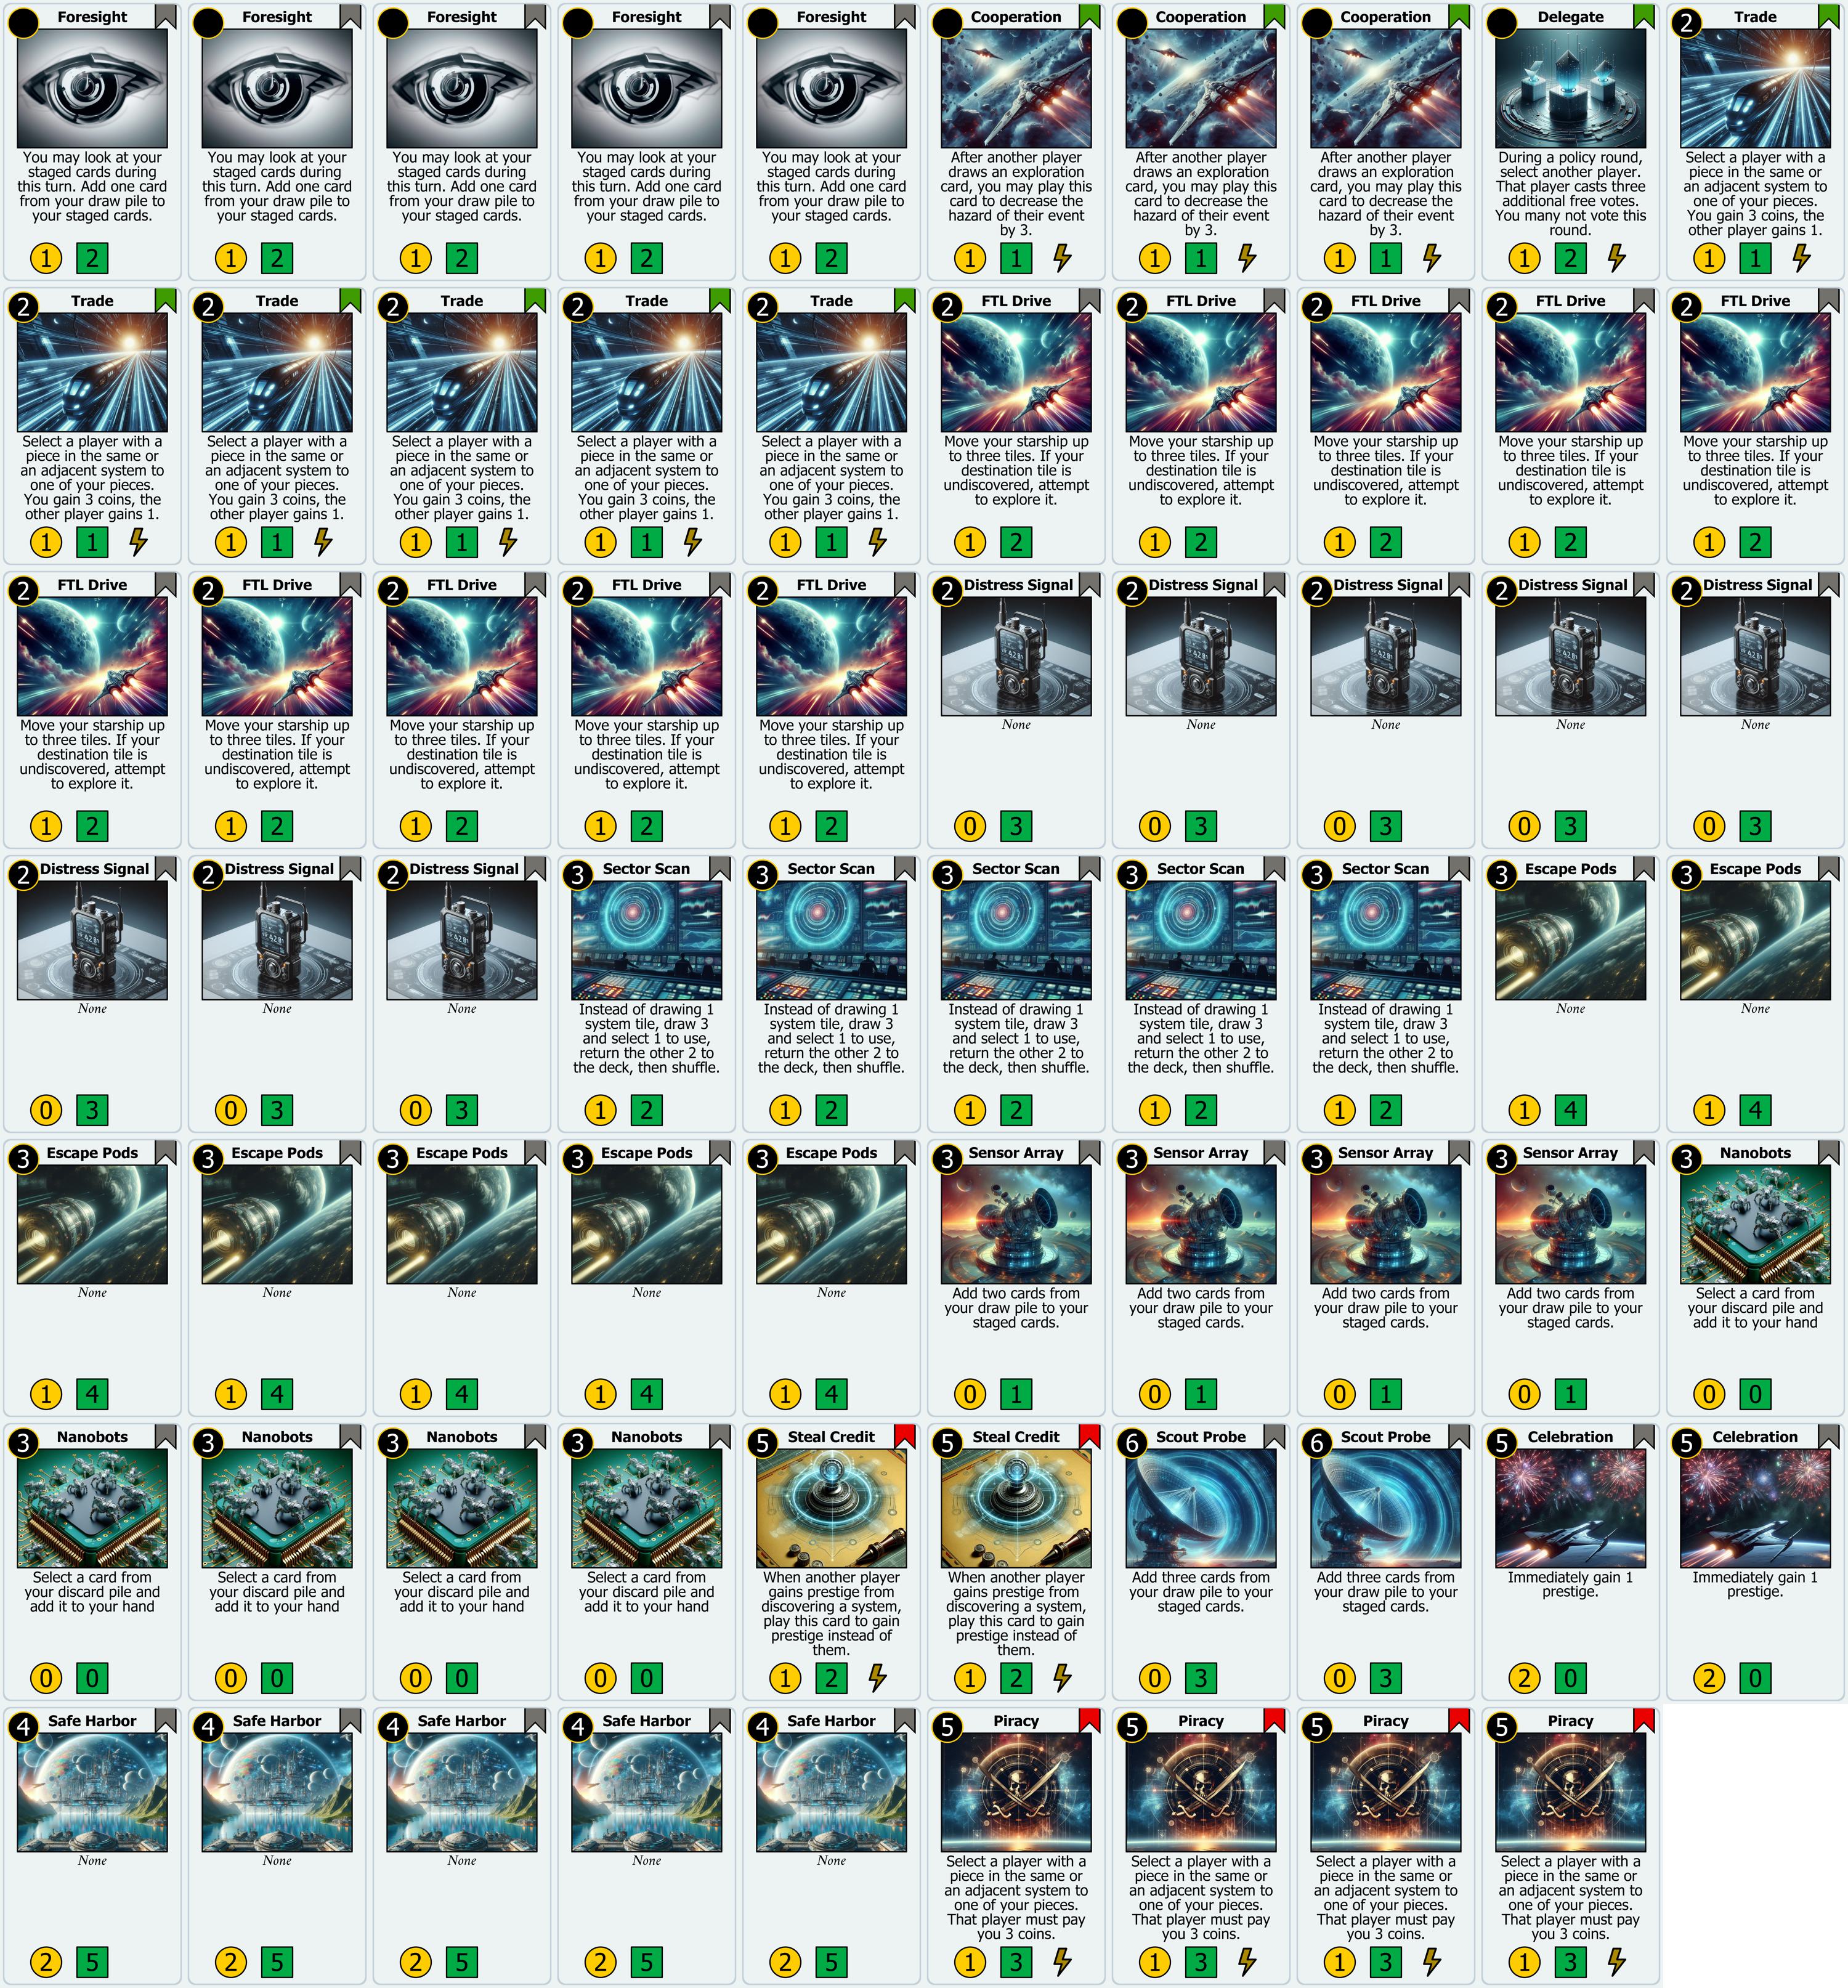 Foresight
You may look at your
staged cards during
this turn. Add one card
from your draw pile to
your staged cards.
1 2
Foresight
You may look at your
staged cards during
this turn. Add one card
from your draw pile to
your staged cards.
1 2
Foresight
You may look at your
staged cards during
this turn. Add one card
from your draw pile to
your staged cards.
1 2
Foresight
You may look at your
staged cards during
this turn. Add one card
from your draw pile to
your staged cards.
1 2
Foresight
You may look at your
staged cards during
this turn. Add one card
from your draw pile to
your staged cards.
1 2
Cooperation
After another player
draws an exploration
card, you may play this
card to decrease the
hazard of their event
by 3.
1 1
Cooperation
After another player
draws an exploration
card, you may play this
card to decrease the
hazard of their event
by 3.
1 1
Cooperation
After another player
draws an exploration
card, you may play this
card to decrease the
hazard of their event
by 3.
1 1
Delegate
During a policy round,
select another player.
That player casts three
additional free votes.
You many not vote this
round.
1 2
2 Trade
Select a player with a
piece in the same or
an adjacent system to
one of your pieces.
You gain 3 coins, the
other player gains 1.
1 1
2 Trade
Select a player with a
piece in the same or
an adjacent system to
one of your pieces.
You gain 3 coins, the
other player gains 1.
1 1
2 Trade
Select a player with a
piece in the same or
an adjacent system to
one of your pieces.
You gain 3 coins, the
other player gains 1.
1 1
2 Trade
Select a player with a
piece in the same or
an adjacent system to
one of your pieces.
You gain 3 coins, the
other player gains 1.
1 1
2 Trade
Select a player with a
piece in the same or
an adjacent system to
one of your pieces.
You gain 3 coins, the
other player gains 1.
1 1
2 Trade
Select a player with a
piece in the same or
an adjacent system to
one of your pieces.
You gain 3 coins, the
other player gains 1.
1 1
2 FTL Drive
Move your starship up
to three tiles. If your
destination tile is
undiscovered, attempt
to explore it.
1 2
2 FTL Drive
Move your starship up
to three tiles. If your
destination tile is
undiscovered, attempt
to explore it.
1 2
2 FTL Drive
Move your starship up
to three tiles. If your
destination tile is
undiscovered, attempt
to explore it.
1 2
2 FTL Drive
Move your starship up
to three tiles. If your
destination tile is
undiscovered, attempt
to explore it.
1 2
2 FTL Drive
Move your starship up
to three tiles. If your
destination tile is
undiscovered, attempt
to explore it.
1 2
2 FTL Drive
Move your starship up
to three tiles. If your
destination tile is
undiscovered, attempt
to explore it.
1 2
2 FTL Drive
Move your starship up
to three tiles. If your
destination tile is
undiscovered, attempt
to explore it.
1 2
2 FTL Drive
Move your starship up
to three tiles. If your
destination tile is
undiscovered, attempt
to explore it.
1 2
2 FTL Drive
Move your starship up
to three tiles. If your
destination tile is
undiscovered, attempt
to explore it.
1 2
2 FTL Drive
Move your starship up
to three tiles. If your
destination tile is
undiscovered, attempt
to explore it.
1 2
2 Distress Signal
None
0 3
2 Distress Signal
None
0 3
2 Distress Signal
None
0 3
2 Distress Signal
None
0 3
2 Distress Signal
None
0 3
2 Distress Signal
None
0 3
2 Distress Signal
None
0 3
2 Distress Signal
None
0 3
3 Sector Scan
Instead of drawing 1
system tile, draw 3
and select 1 to use,
return the other 2 to
the deck, then shuffle.
1 2
3 Sector Scan
Instead of drawing 1
system tile, draw 3
and select 1 to use,
return the other 2 to
the deck, then shuffle.
1 2
3 Sector Scan
Instead of drawing 1
system tile, draw 3
and select 1 to use,
return the other 2 to
the deck, then shuffle.
1 2
3 Sector Scan
Instead of drawing 1
system tile, draw 3
and select 1 to use,
return the other 2 to
the deck, then shuffle.
1 2
3 Sector Scan
Instead of drawing 1
system tile, draw 3
and select 1 to use,
return the other 2 to
the deck, then shuffle.
1 2
3 Escape Pods
None
1 4
3 Escape Pods
None
1 4
3 Escape Pods
None
1 4
3 Escape Pods
None
1 4
3 Escape Pods
None
1 4
3 Escape Pods
None
1 4
3 Escape Pods
None
1 4
3 Sensor Array
Add two cards from
your draw pile to your
staged cards.
0 1
3 Sensor Array
Add two cards from
your draw pile to your
staged cards.
0 1
3 Sensor Array
Add two cards from
your draw pile to your
staged cards.
0 1
3 Sensor Array
Add two cards from
your draw pile to your
staged cards.
0 1
3 Nanobots
Select a card from
your discard pile and
add it to your hand
0 0
3 Nanobots
Select a card from
your discard pile and
add it to your hand
0 0
3 Nanobots
Select a card from
your discard pile and
add it to your hand
0 0
3 Nanobots
Select a card from
your discard pile and
add it to your hand
0 0
3 Nanobots
Select a card from
your discard pile and
add it to your hand
0 0
5 Steal Credit
When another player
gains prestige from
discovering a system,
play this card to gain
prestige instead of
them.
1 2
5 Steal Credit
When another player
gains prestige from
discovering a system,
play this card to gain
prestige instead of
them.
1 2
6 Scout Probe
Add three cards from
your draw pile to your
staged cards.
0 3
6 Scout Probe
Add three cards from
your draw pile to your
staged cards.
0 3
5 Celebration
Immediately gain 1
prestige.
2 0
5 Celebration
Immediately gain 1
prestige.
2 0
4 Safe Harbor
None
2 5
4 Safe Harbor
None
2 5
4 Safe Harbor
None
2 5
4 Safe Harbor
None
2 5
4 Safe Harbor
None
2 5
5 Piracy
Select a player with a
piece in the same or
an adjacent system to
one of your pieces.
That player must pay
you 3 coins.
1 3
5 Piracy
Select a player with a
piece in the same or
an adjacent system to
one of your pieces.
That player must pay
you 3 coins.
1 3
5 Piracy
Select a player with a
piece in the same or
an adjacent system to
one of your pieces.
That player must pay
you 3 coins.
1 3
5 Piracy
Select a player with a
piece in the same or
an adjacent system to
one of your pieces.
That player must pay
you 3 coins.
1 3